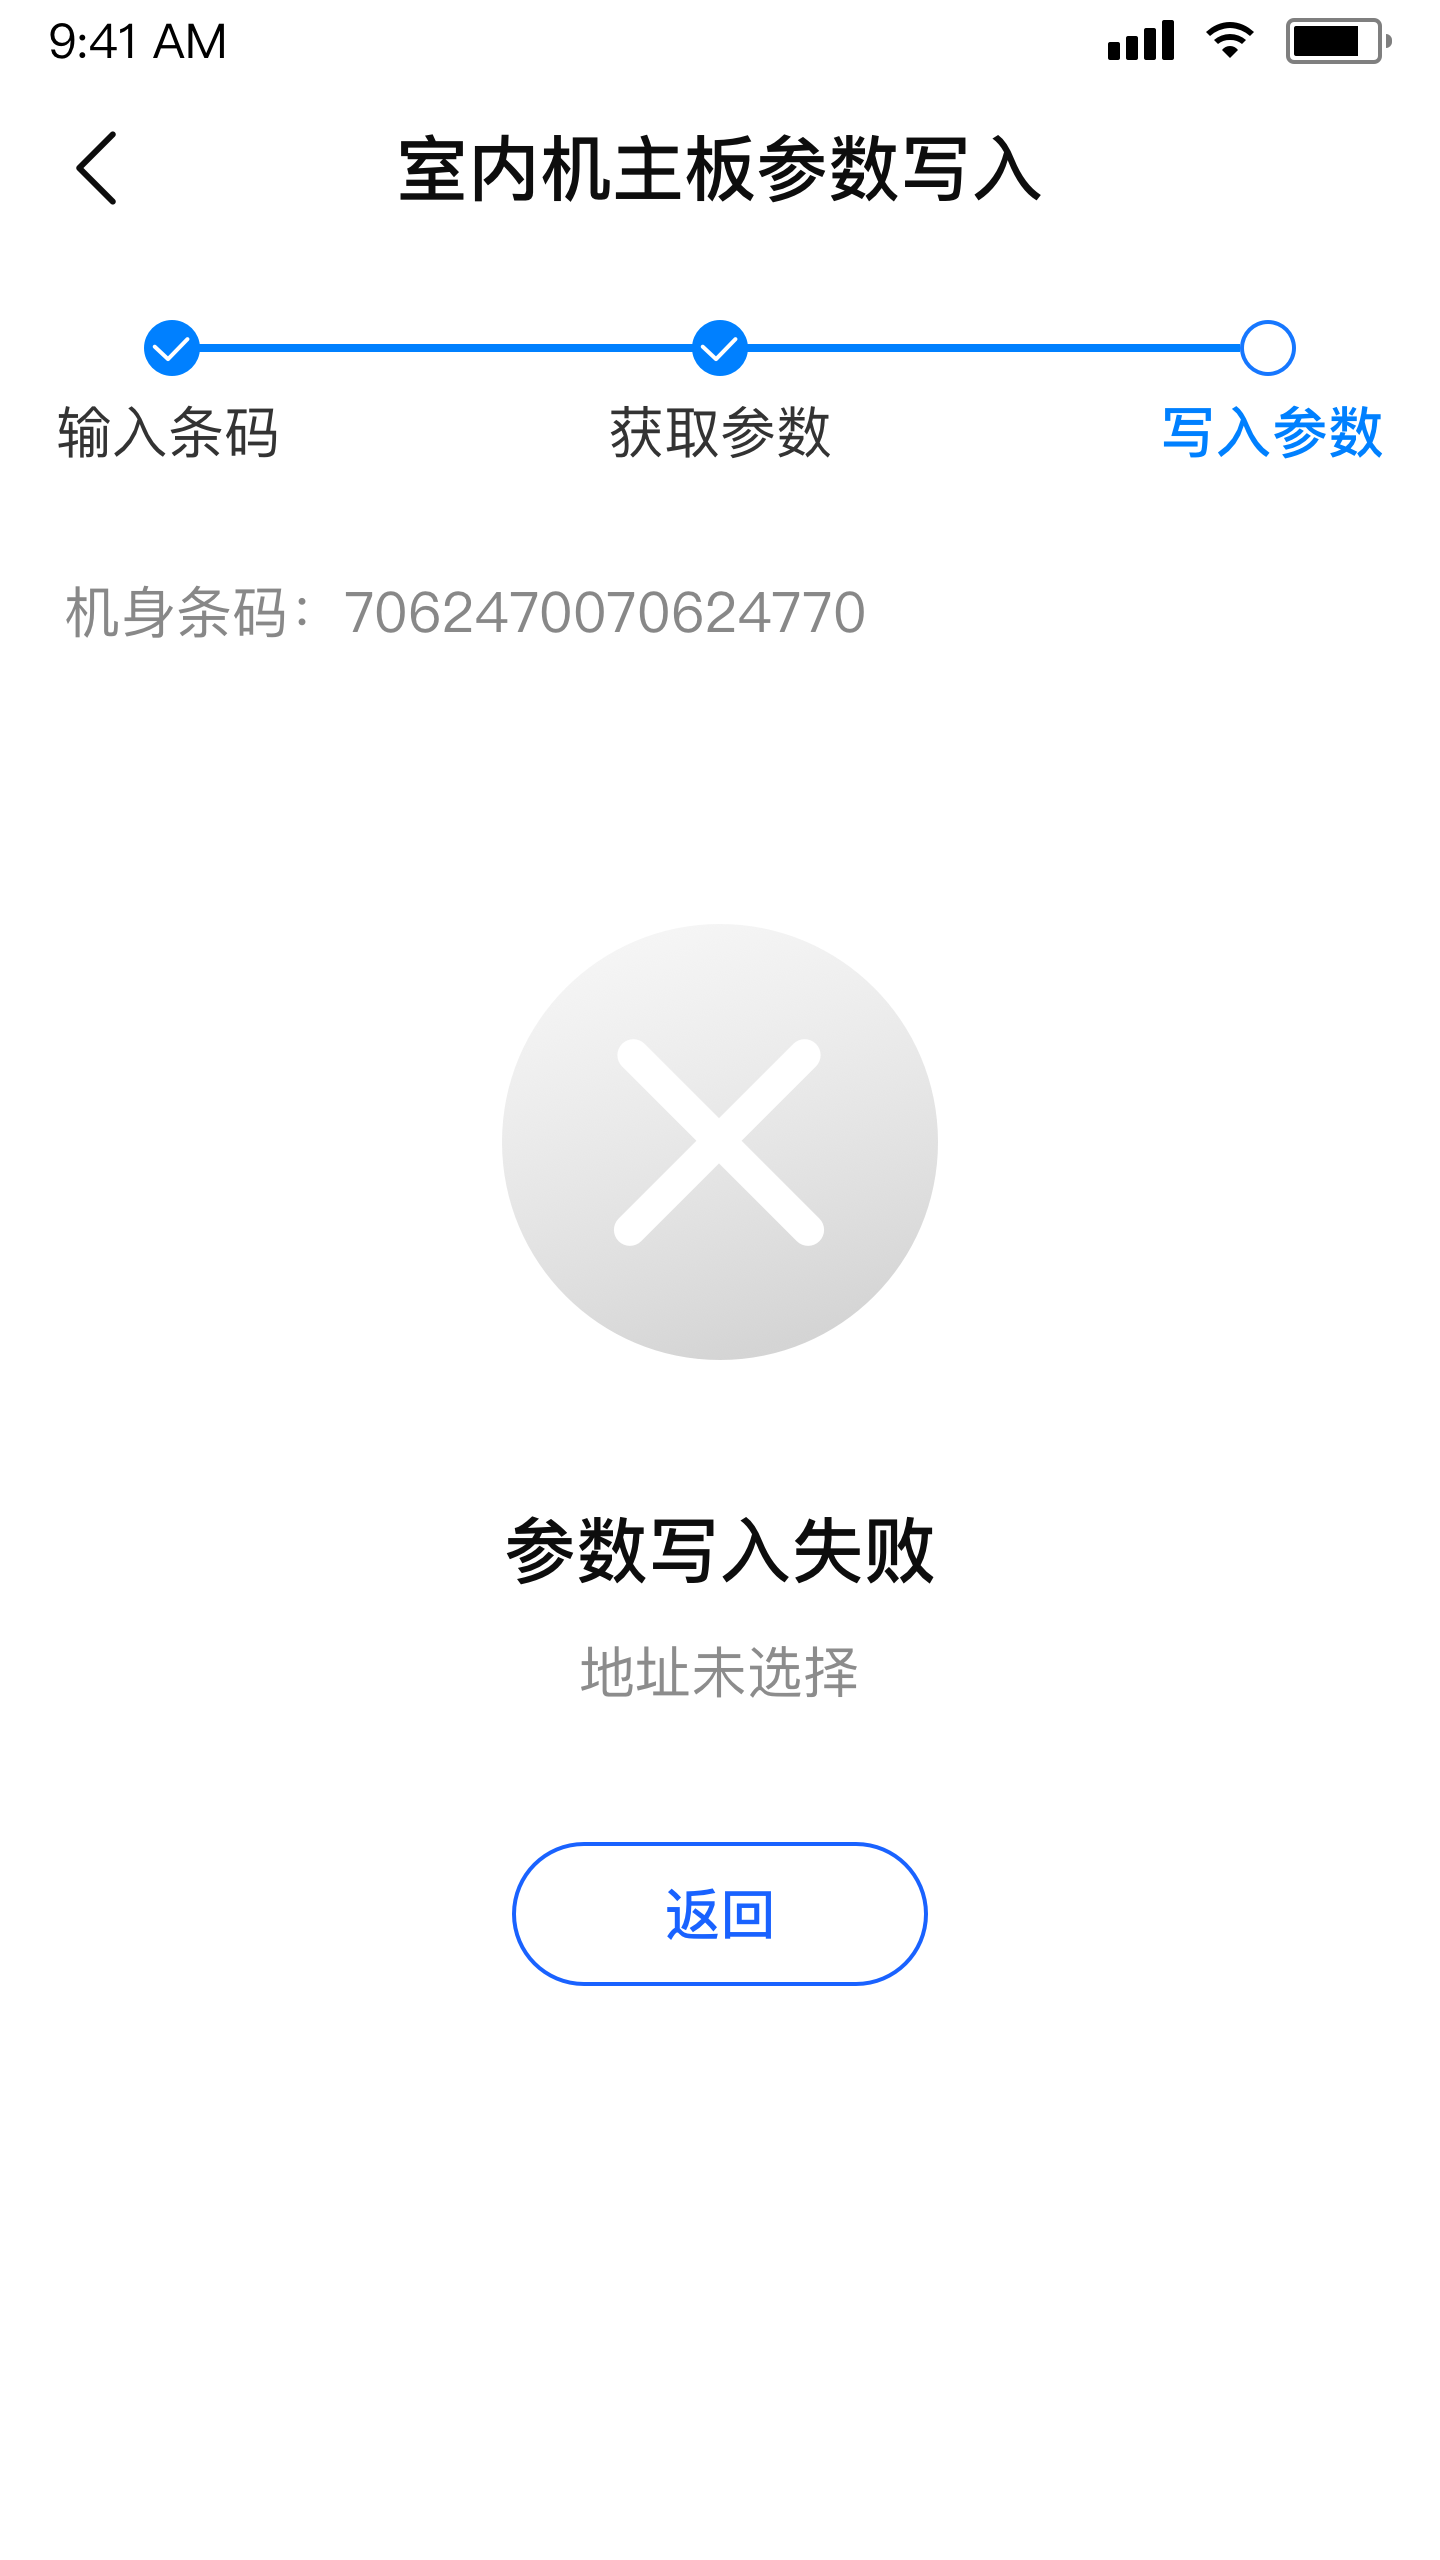 9:41 AM
室内机主板参数写入
输入条码
获取参数
写入参数
机身条码：7062470070624770
参数写入失败
地址未选择
返回